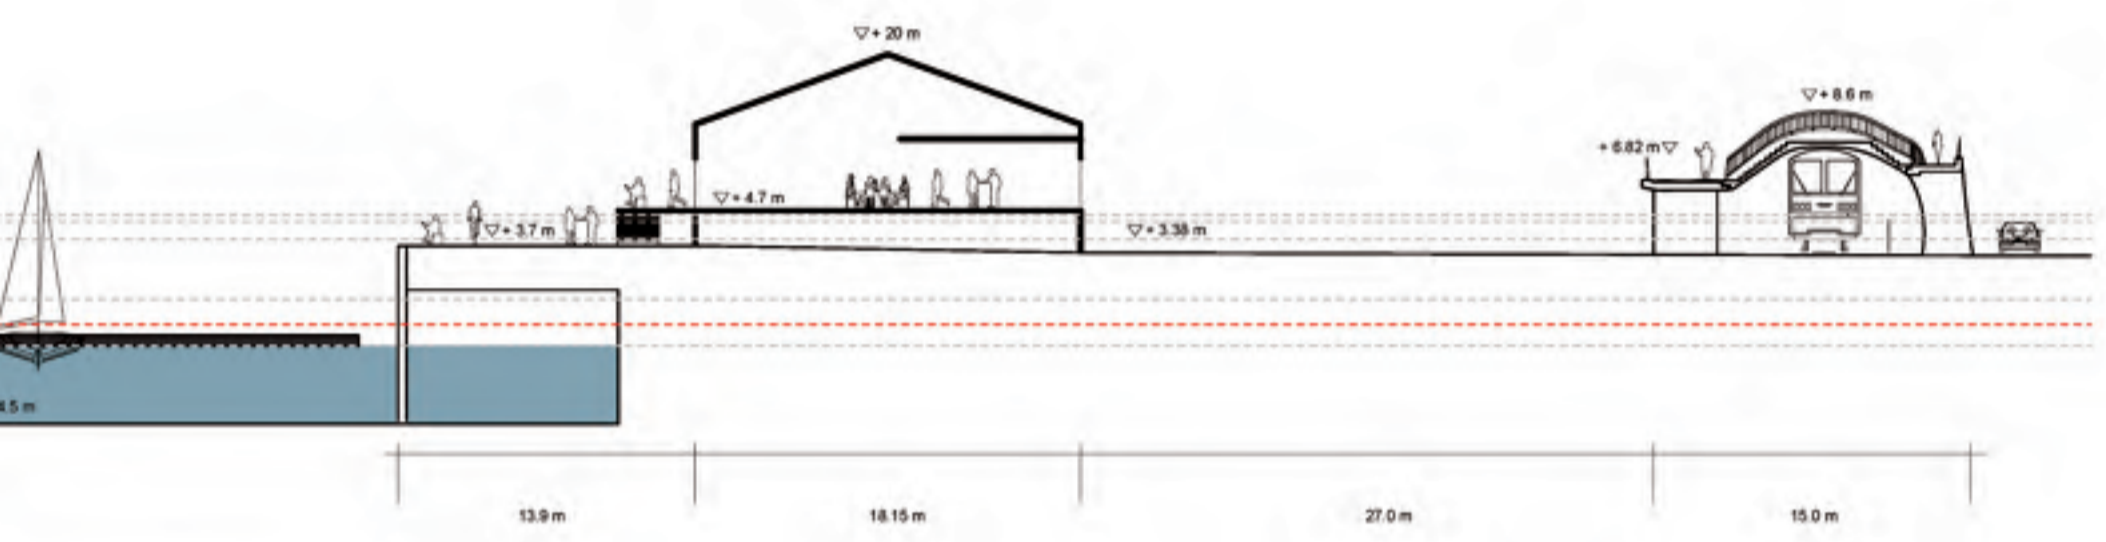 ▽+ 20 m
▽+ 8.6 m
+ 6.82 m▽
▽+ 4.7 m
▽+ 3.7 m
▽+ 3.38 m
4.5 m
13.9 m
18.15 m
27.0 m
15.0 m